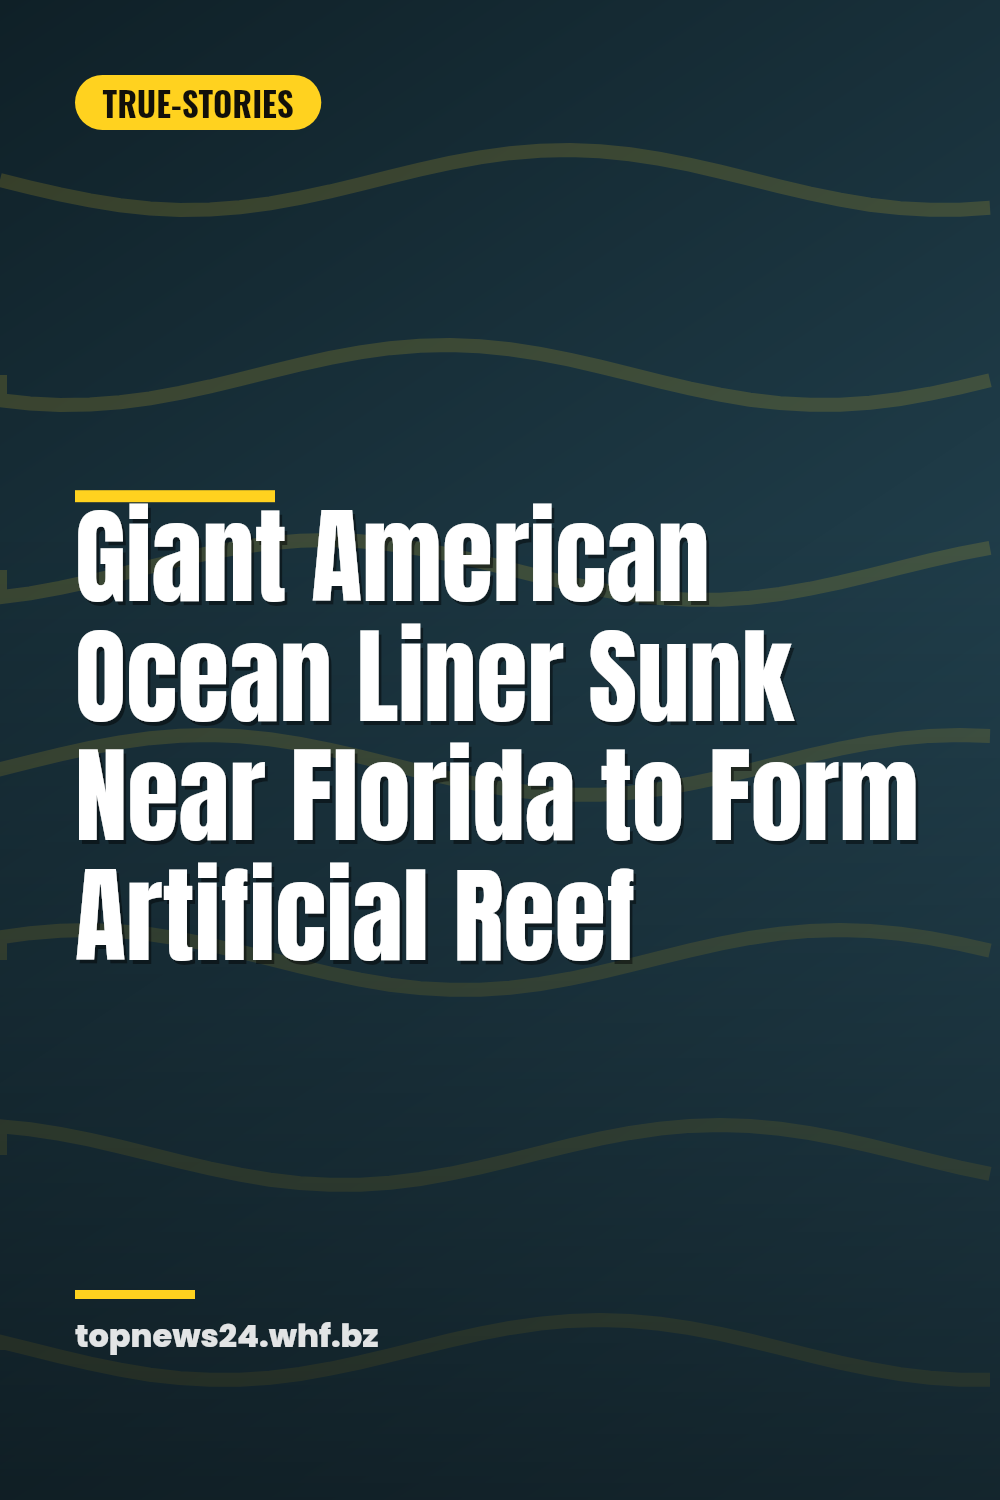 TRUE-STORIES
Giant American
Ocean Liner Sunk
Near Florida to Form
Artificial Reef
topnews24.whf.bz